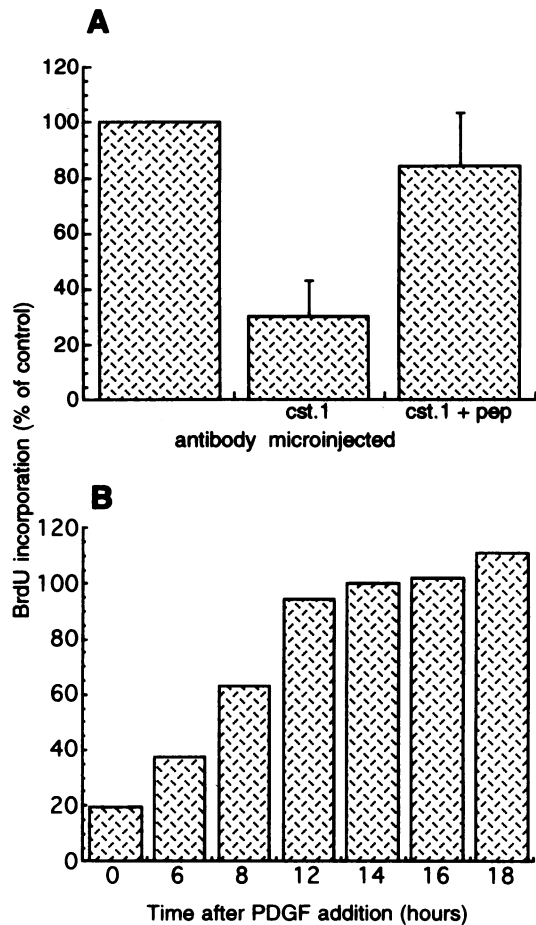 A
120
100
80
60
40
20
0
cst.1 cst.1 + pep
antibody microinjected
BrdU incorporation (% of control)
B
120
100
80
60
40
20
0
0 6 8 12 14 16 18
Time after PDGF addition (hours)